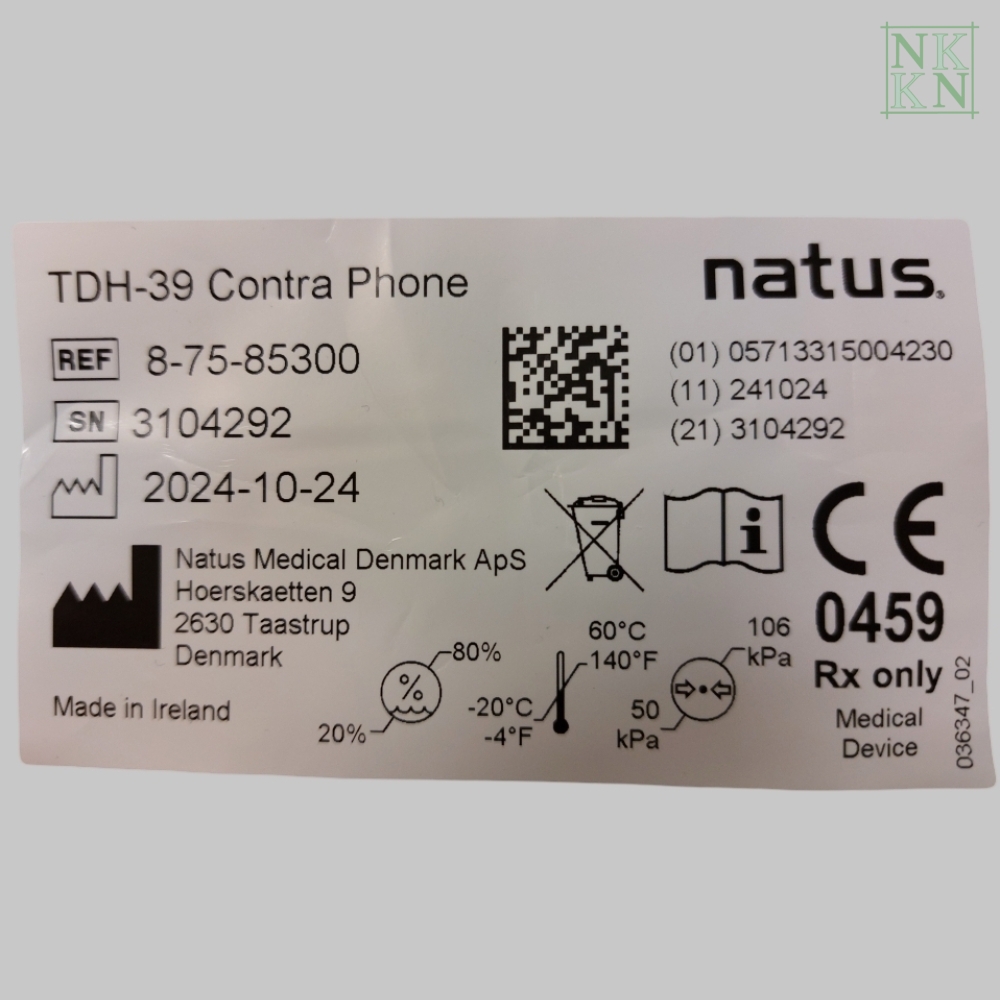 NK
KN
TDH-39 Contra Phone
natus®
REF 8-75-85300
SN 3104292
2024-10-24
(01) 05713315004230
(11) 241024
(21) 3104292
Natus Medical Denmark ApS
Hoerskaetten 9
2630 Taastrup
Denmark
Made in Ireland
80%
%
20%
60°C
140°F
-20°C
-4°F
106
kPa
50
kPa
i
CE
0459
Rx only
Medical
Device
036347_02